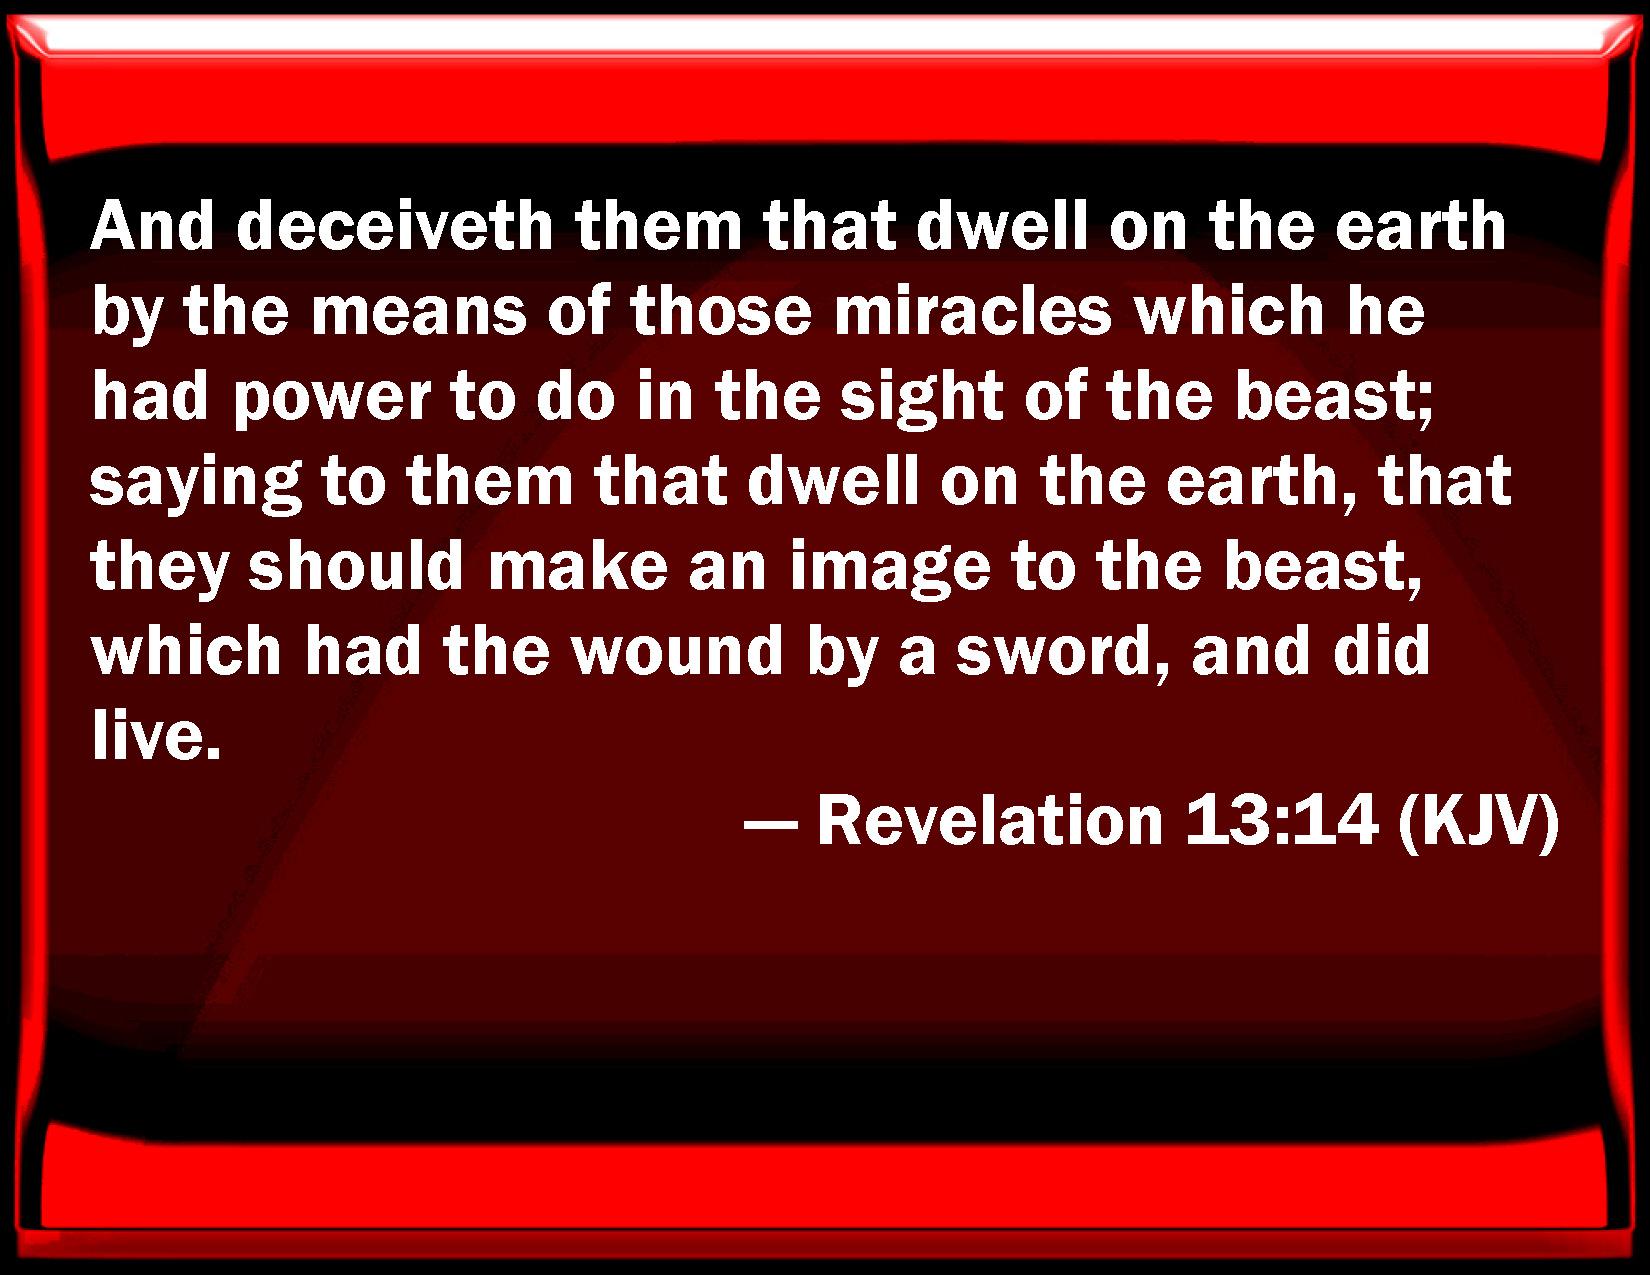 And deceiveth them that dwell on the earth
by the means of those miracles which he
had power to do in the sight of the beast;
saying to them that dwell on the earth, that
they should make an image to the beast,
which had the wound by a sword, and did
live.
— Revelation 13:14 (KJV)